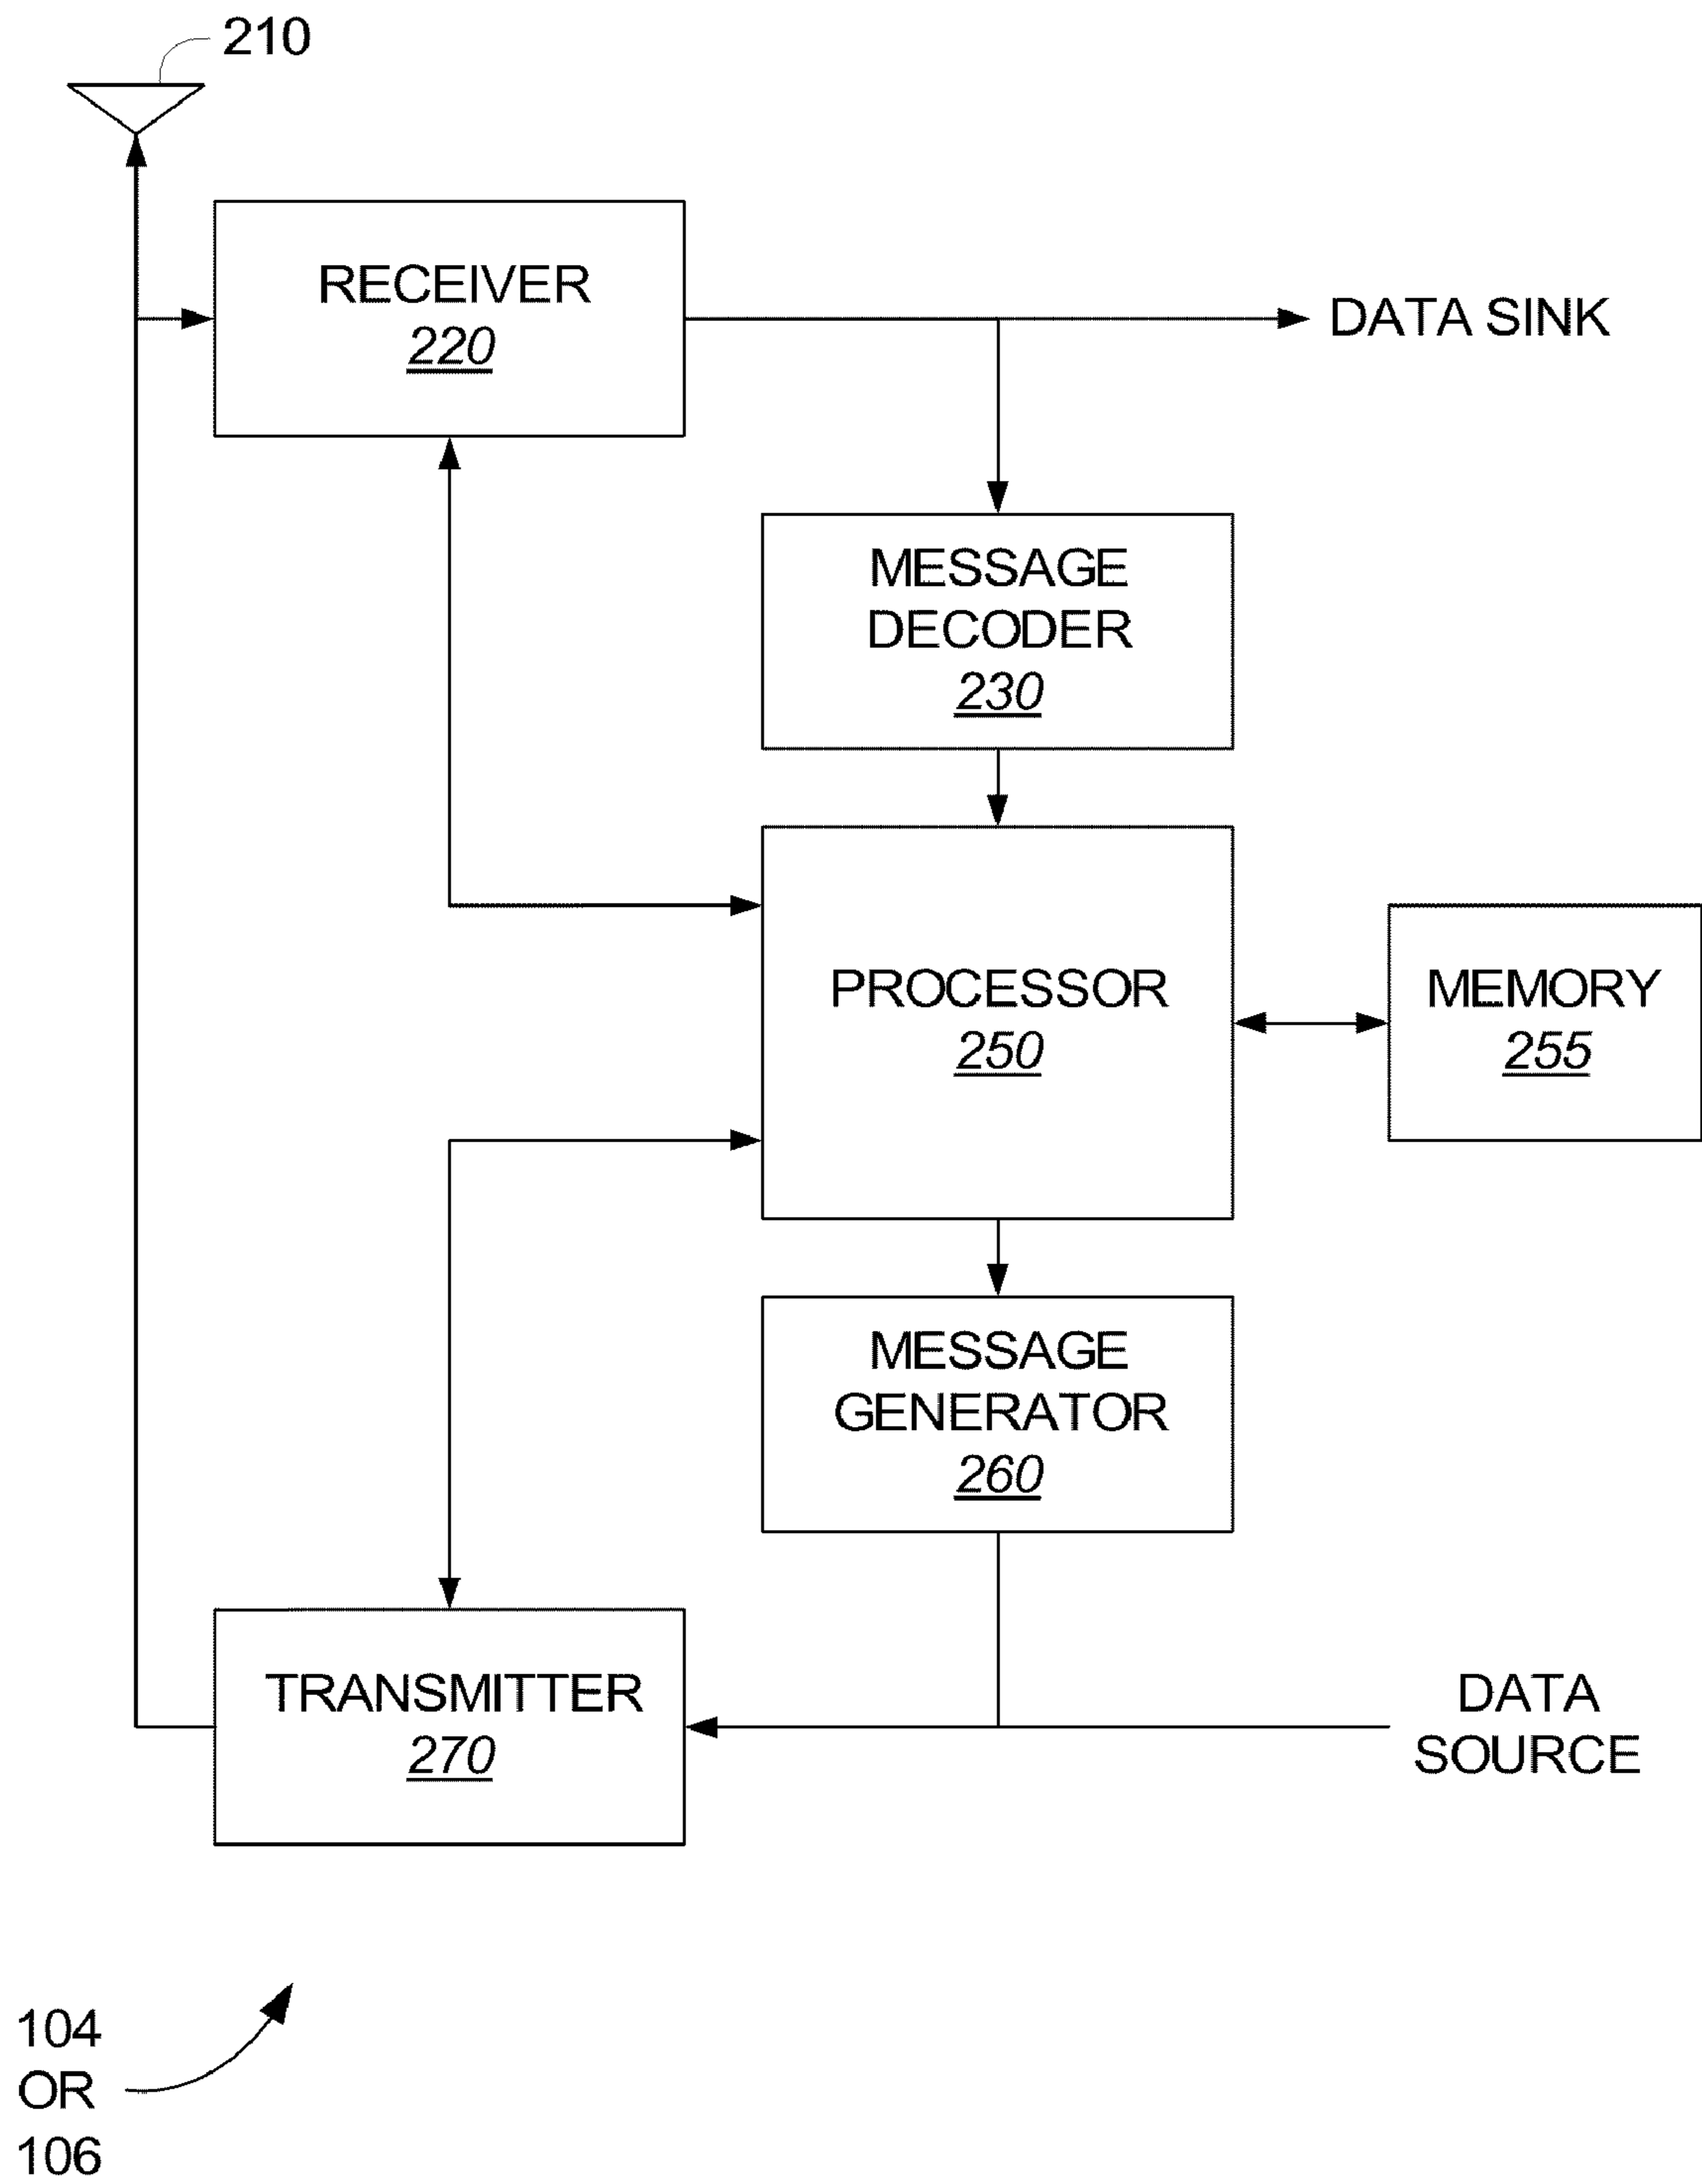 210
RECEIVER
220
DATA SINK
MESSAGE
DECODER
230
PROCESSOR
250
MEMORY
255
MESSAGE
GENERATOR
260
TRANSMITTER
270
DATA
SOURCE
104
OR
106